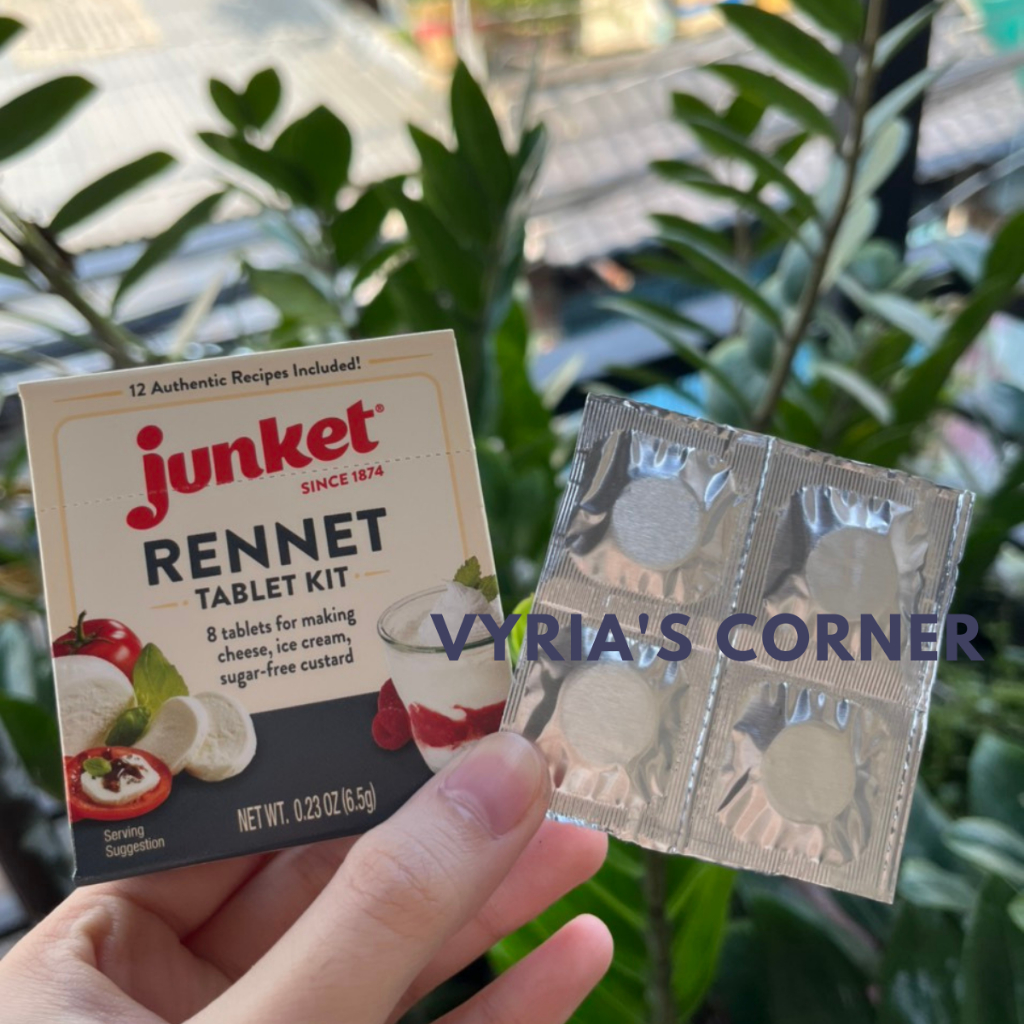 12 Authentic Recipes Included!
junket®
SINCE 1874
RENNET
TABLET KIT
8 tablets for making
cheese, ice cream,
sugar-free custard
NET WT. 0.23 OZ (6.5g)
Serving
Suggestion
VYRIA'S CORNER